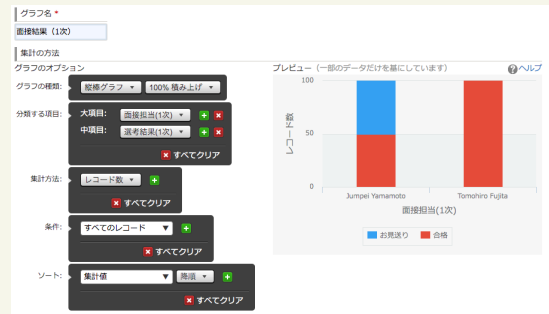 グラフ名 *
面接結果（1次）
集計の方法
グラフのオプション
グラフの種類: 縦棒グラフ 100% 積み上げ
分類する項目: 大項目: 面接担当(1次)
中項目: 選考結果(1次)
すべてクリア
集計方法: レコード数
すべてクリア
条件: すべてのレコード
すべてクリア
ソート: 集計値 降順
すべてクリア
プレビュー（一部のデータだけを基にしています） ヘルプ
100
50
0
レコード数
Jumpei Yamamoto Tomohiro Fujita
面接担当(1次)
お見送り 合格